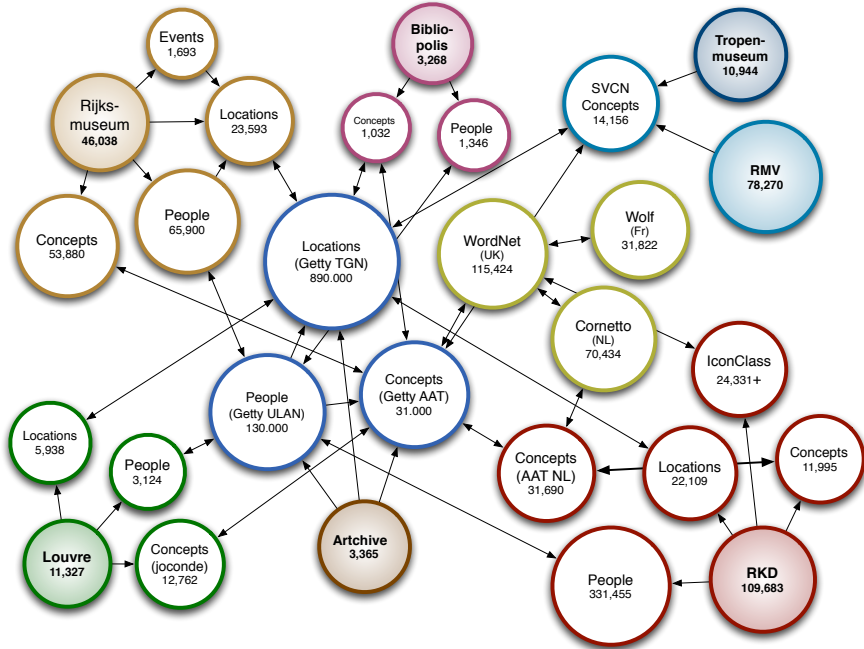 Events
1,693
Biblio-
polis
3,268
Tropen-
museum
10,944
Rijks-
museum
46,038
Locations
23,593
Concepts
1,032
People
1,346
SVCN
Concepts
14,156
RMV
78,270
Concepts
53,880
People
65,900
Locations
(Getty TGN)
890.000
WordNet
(UK)
115,424
Wolf
(Fr)
31,822
Cornetto
(NL)
70,434
IconClass
24,331+
People
(Getty ULAN)
130.000
Concepts
(Getty AAT)
31.000
Locations
5,938
People
3,124
Concepts
(AAT NL)
31,690
Locations
22,109
Concepts
11,995
Louvre
11,327
Concepts
(joconde)
12,762
Artchive
3,365
People
331,455
RKD
109,683